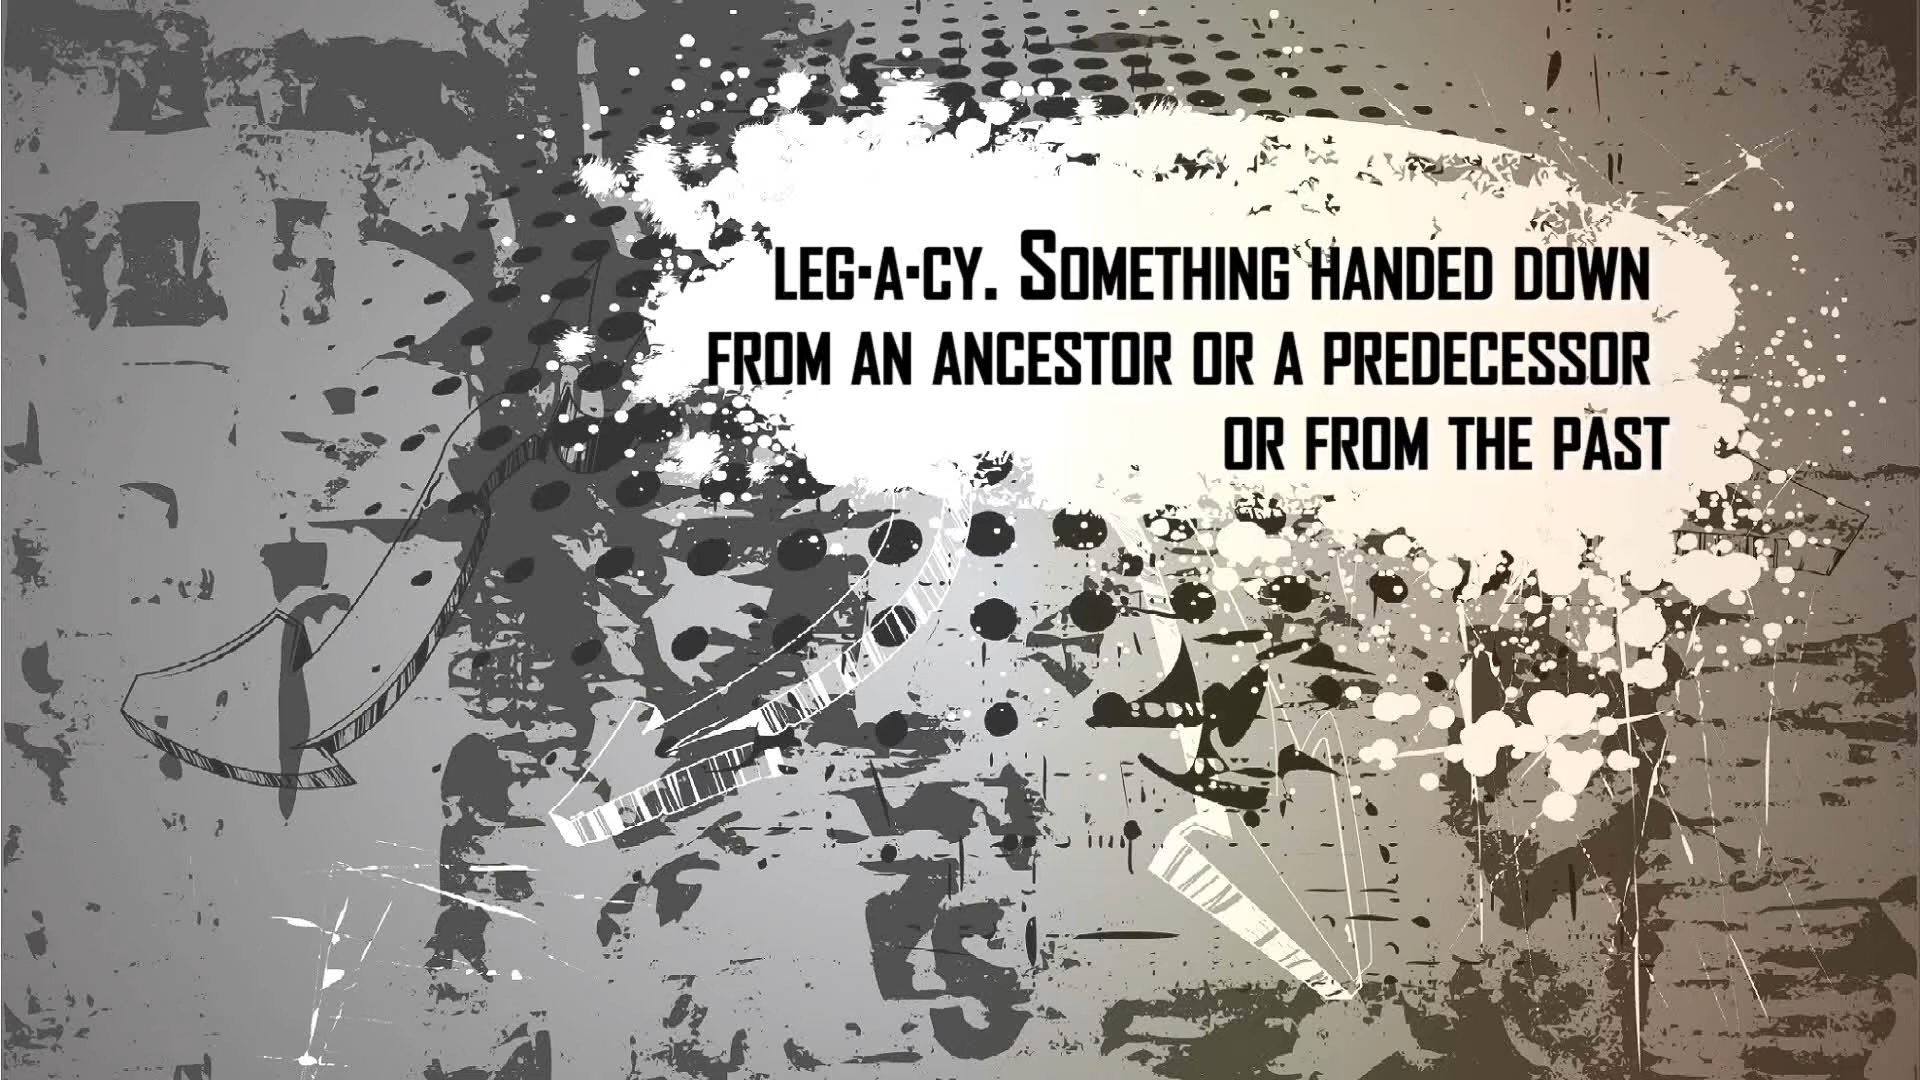 LEG·A·CY. SOMETHING HANDED DOWN
FROM AN ANCESTOR OR A PREDECESSOR
OR FROM THE PAST